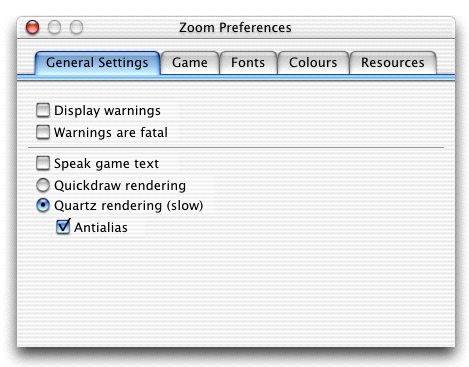 Zoom Preferences
General Settings Game Fonts Colours Resources
Display warnings
Warnings are fatal
Speak game text
Quickdraw rendering
Quartz rendering (slow)
Antialias